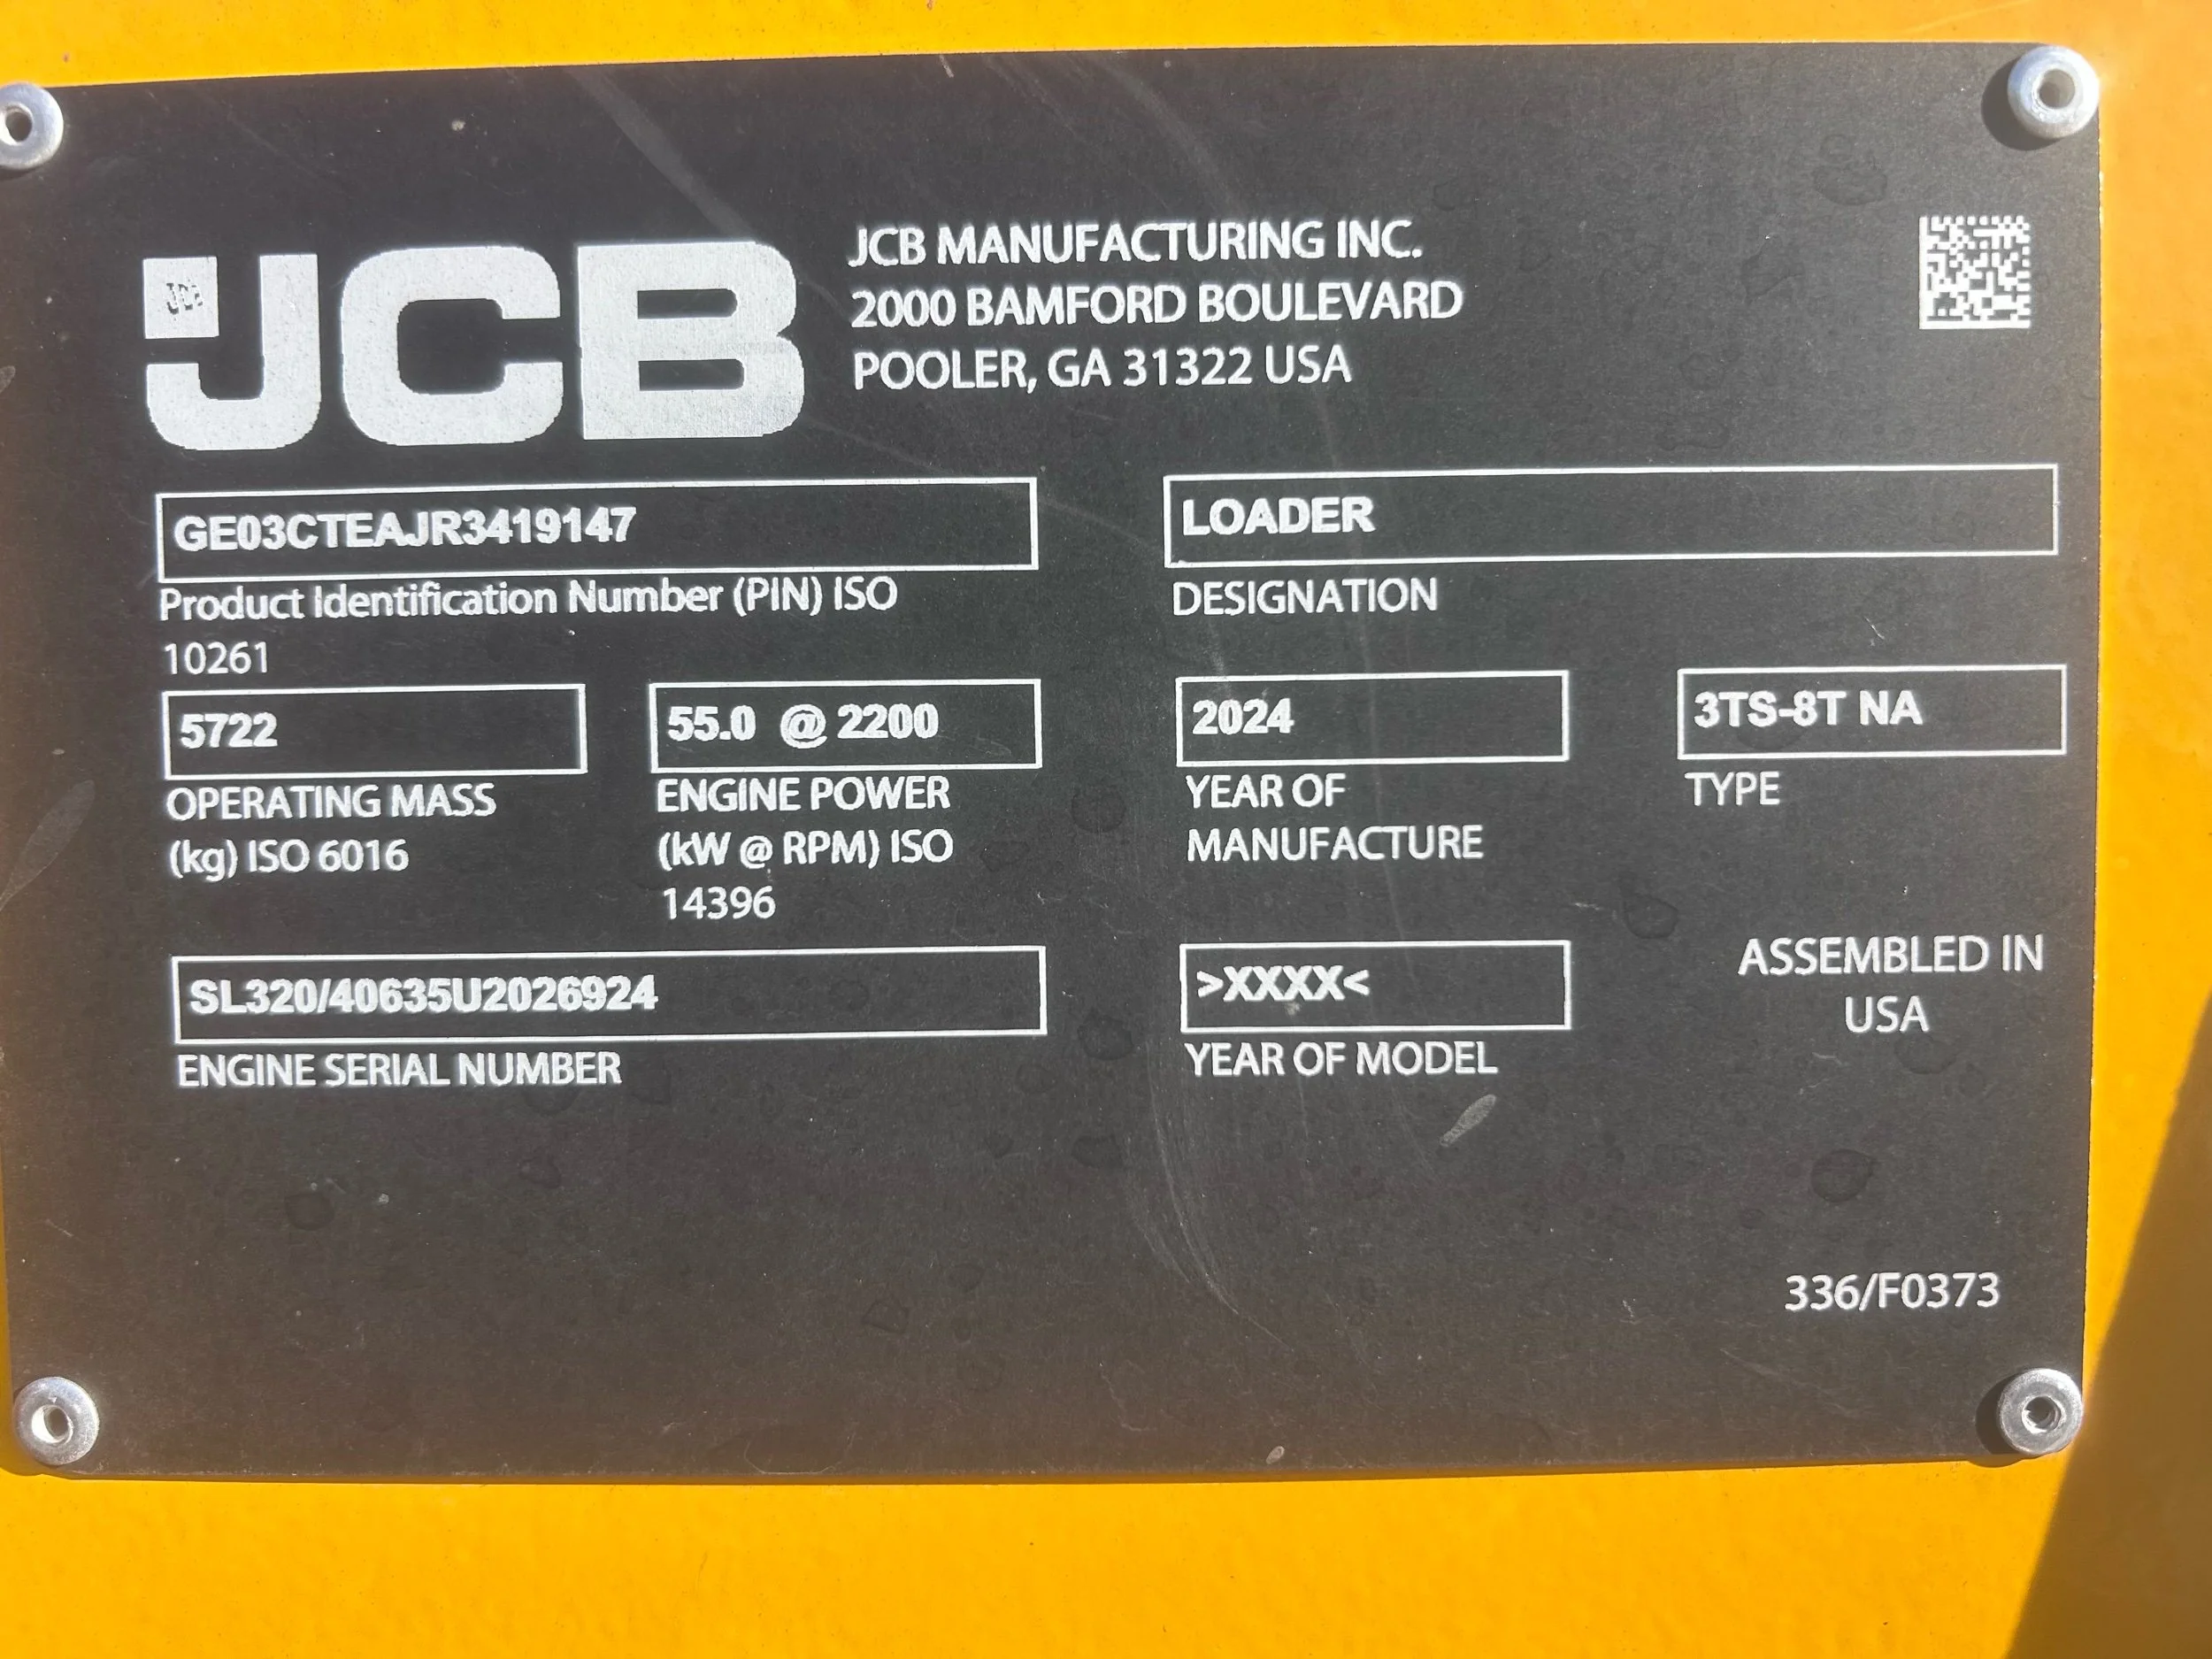 JCB
JCB MANUFACTURING INC.
2000 BAMFORD BOULEVARD
POOLER, GA 31322 USA
GE03CTEAJR3419147
Product Identification Number (PIN) ISO
10261
LOADER
DESIGNATION
5722
OPERATING MASS
(kg) ISO 6016
55.0 @ 2200
ENGINE POWER
(kW @ RPM) ISO
14396
2024
YEAR OF
MANUFACTURE
3TS-8T NA
TYPE
SL320/40635U2026924
ENGINE SERIAL NUMBER
>XXXX<
YEAR OF MODEL
ASSEMBLED IN
USA
336/F0373